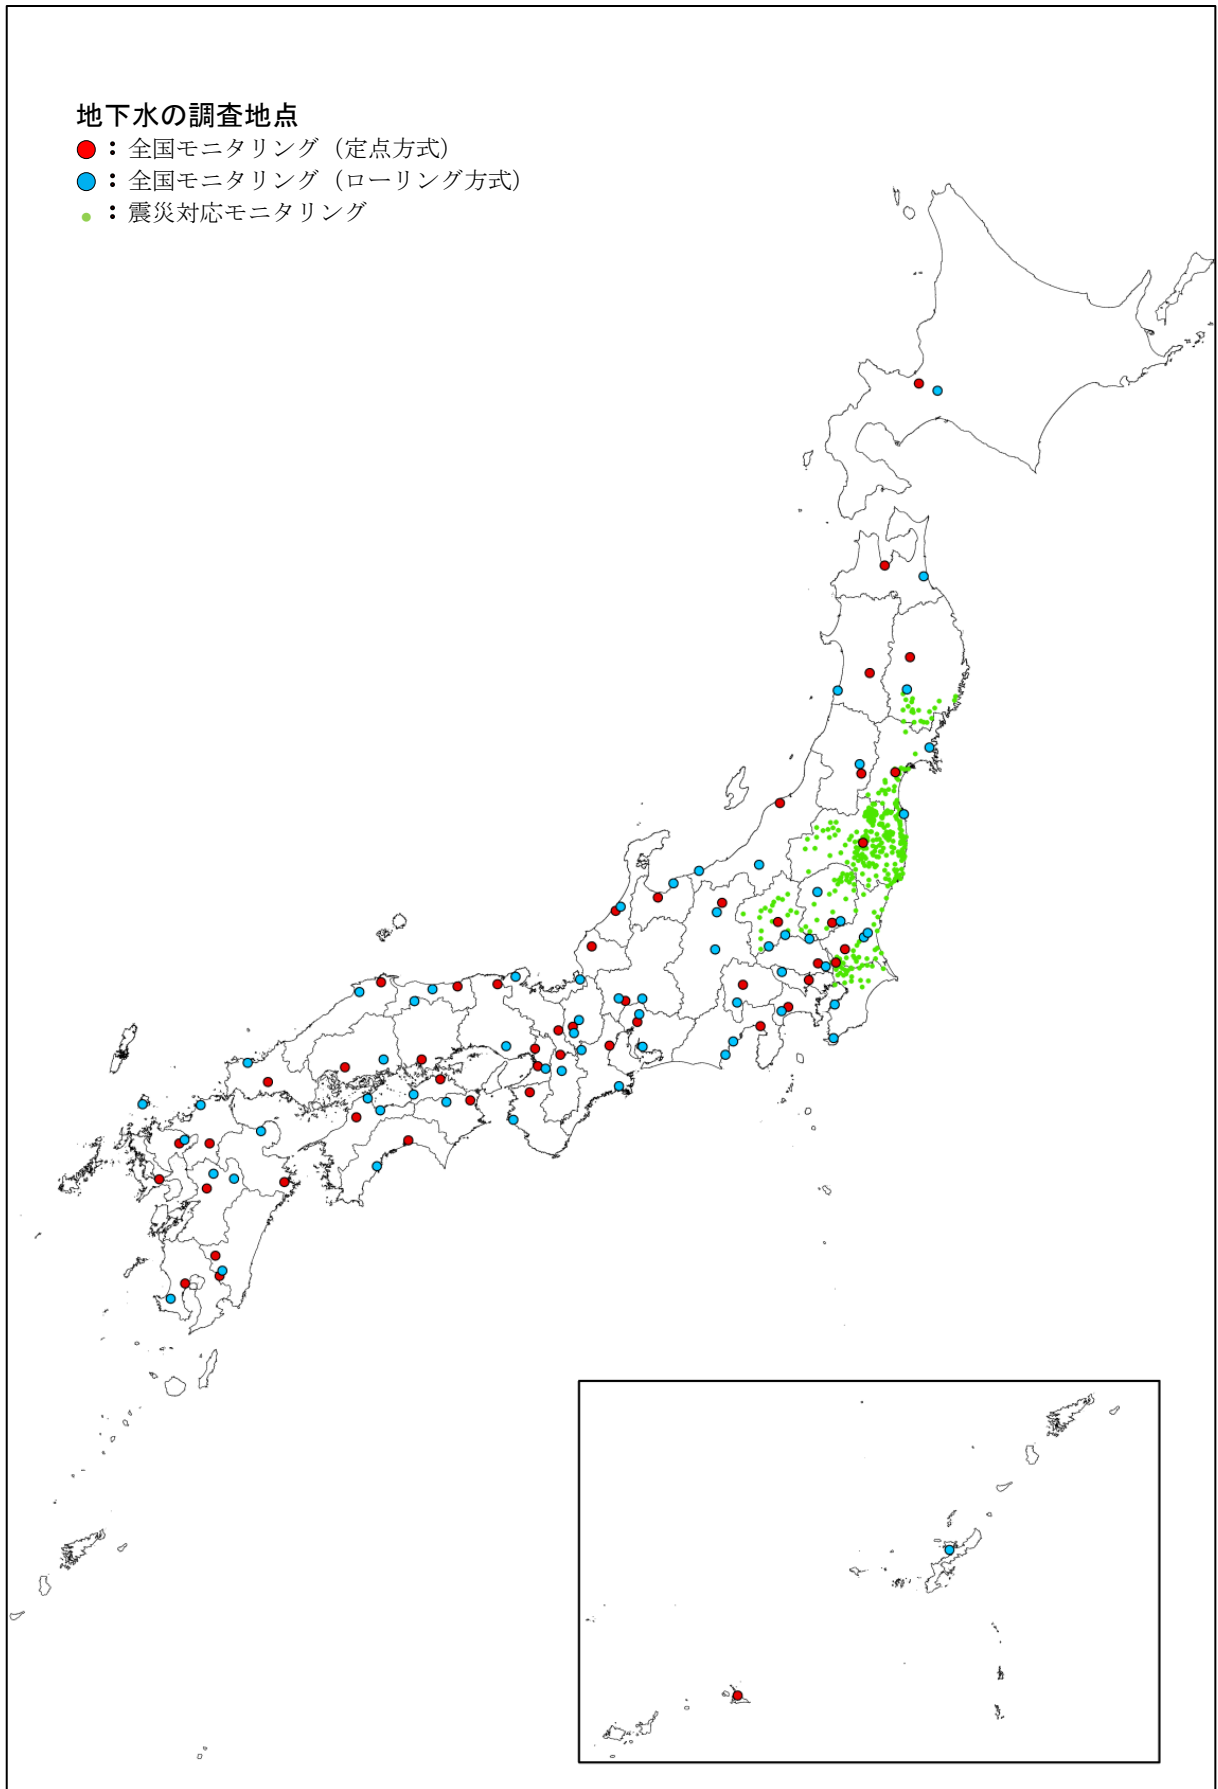 地下水の調査地点
：全国モニタリング（定点方式）
：全国モニタリング（ローリング方式）
：震災対応モニタリング